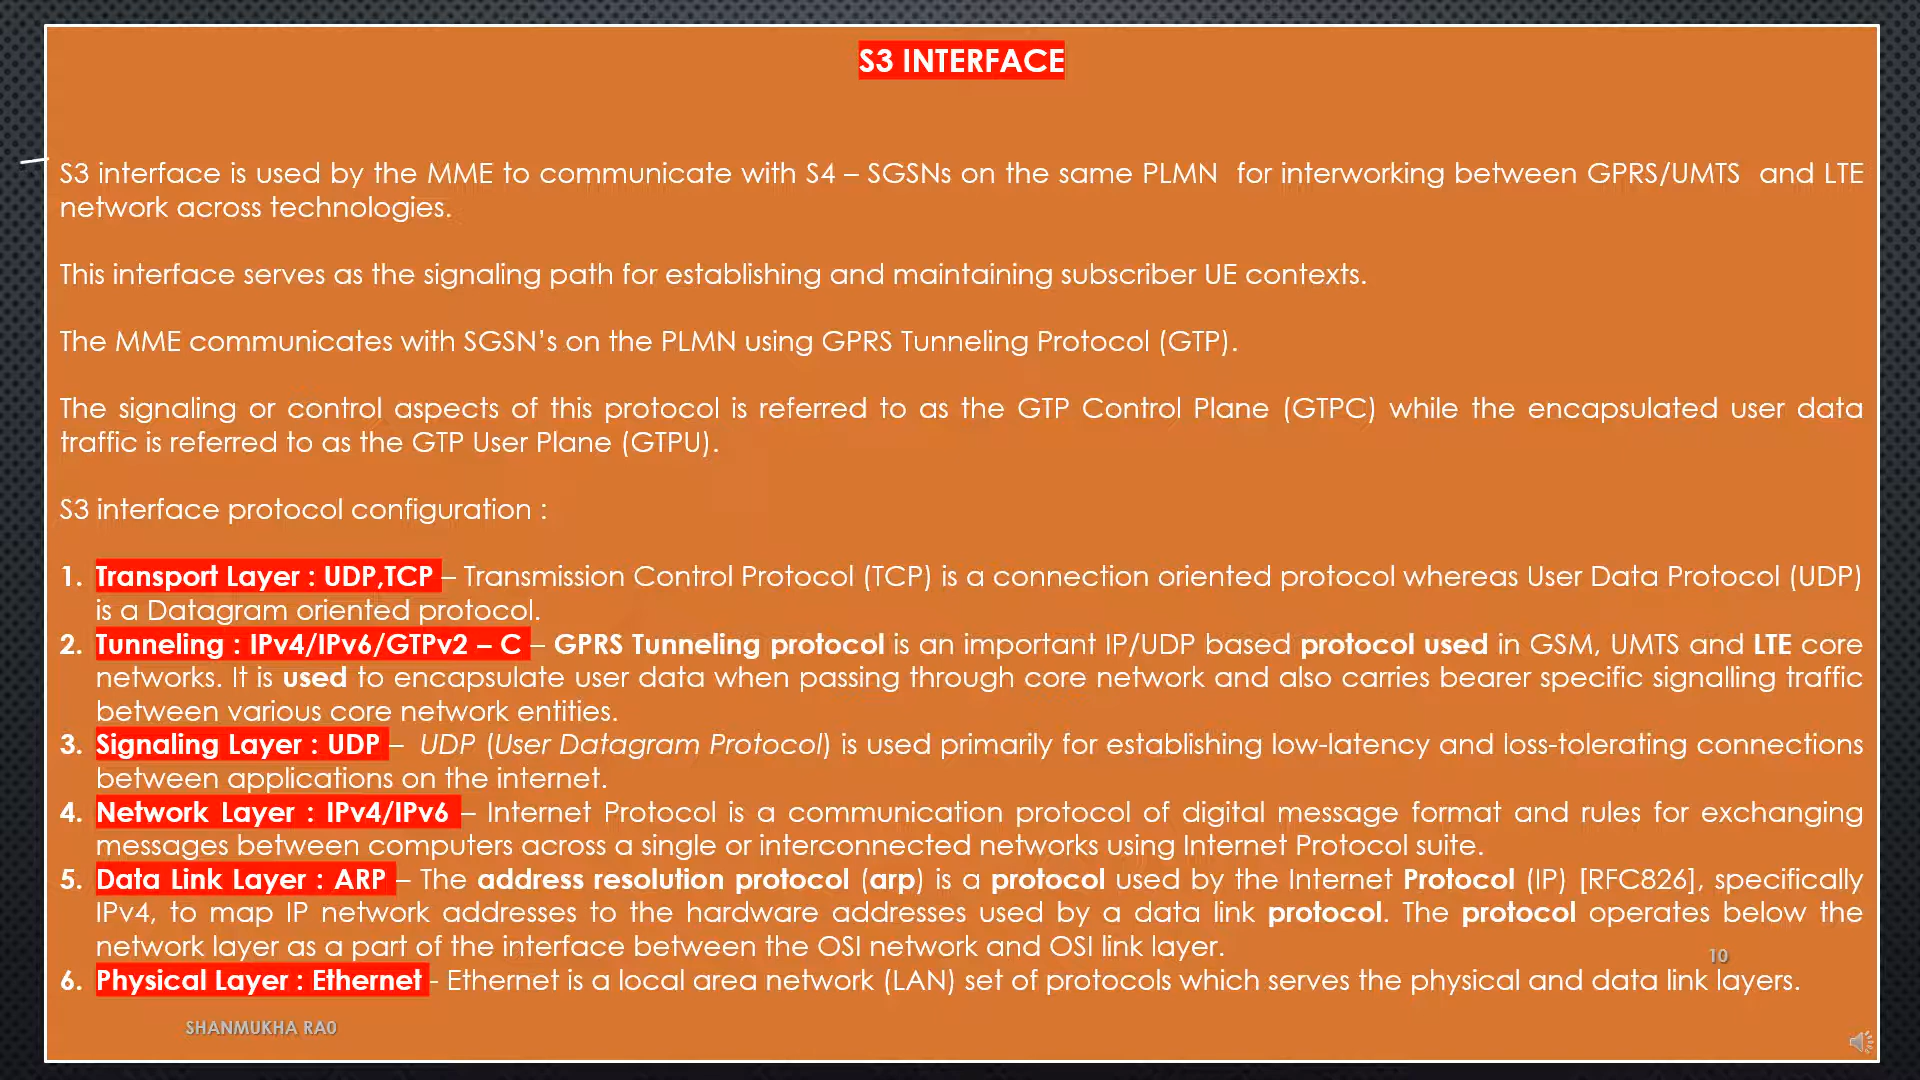 S3 INTERFACE
S3 interface is used by the MME to communicate with S4 – SGSNs on the same PLMN for interworking between GPRS/UMTS and LTE
network across technologies.
This interface serves as the signaling path for establishing and maintaining subscriber UE contexts.
The MME communicates with SGSN’s on the PLMN using GPRS Tunneling Protocol (GTP).
The signaling or control aspects of this protocol is referred to as the GTP Control Plane (GTPC) while the encapsulated user data
traffic is referred to as the GTP User Plane (GTPU).
S3 interface protocol configuration :
1. Transport Layer : UDP,TCP – Transmission Control Protocol (TCP) is a connection oriented protocol whereas User Data Protocol (UDP)
is a Datagram oriented protocol.
2. Tunneling : IPv4/IPv6/GTPv2 – C – GPRS Tunneling protocol is an important IP/UDP based protocol used in GSM, UMTS and LTE core
networks. It is used to encapsulate user data when passing through core network and also carries bearer specific signalling traffic
between various core network entities.
3. Signaling Layer : UDP – UDP (User Datagram Protocol) is used primarily for establishing low-latency and loss-tolerating connections
between applications on the internet.
4. Network Layer : IPv4/IPv6 – Internet Protocol is a communication protocol of digital message format and rules for exchanging
messages between computers across a single or interconnected networks using Internet Protocol suite.
5. Data Link Layer : ARP – The address resolution protocol (arp) is a protocol used by the Internet Protocol (IP) [RFC826], specifically
IPv4, to map IP network addresses to the hardware addresses used by a data link protocol. The protocol operates below the
network layer as a part of the interface between the OSI network and OSI link layer.
10
6. Physical Layer : Ethernet - Ethernet is a local area network (LAN) set of protocols which serves the physical and data link layers.
SHANMUKHA RA0